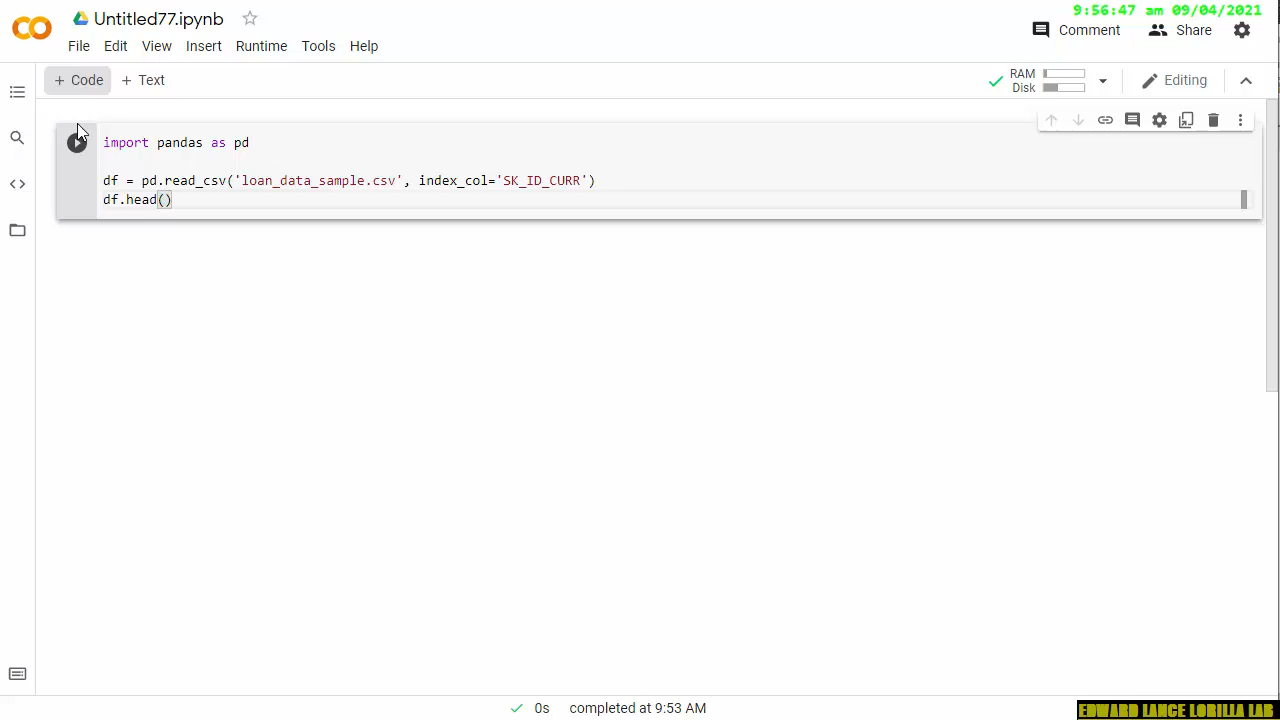 9:56:47 am 09/04/2021
Untitled77.ipynb
Comment
Share
File Edit View Insert Runtime Tools Help
+ Code + Text
RAM
Disk
Editing
import pandas as pd
df = pd.read_csv('loan_data_sample.csv', index_col='SK_ID_CURR')
df.head()
0s completed at 9:53 AM
EDWARD LANCE LORILLA LAB